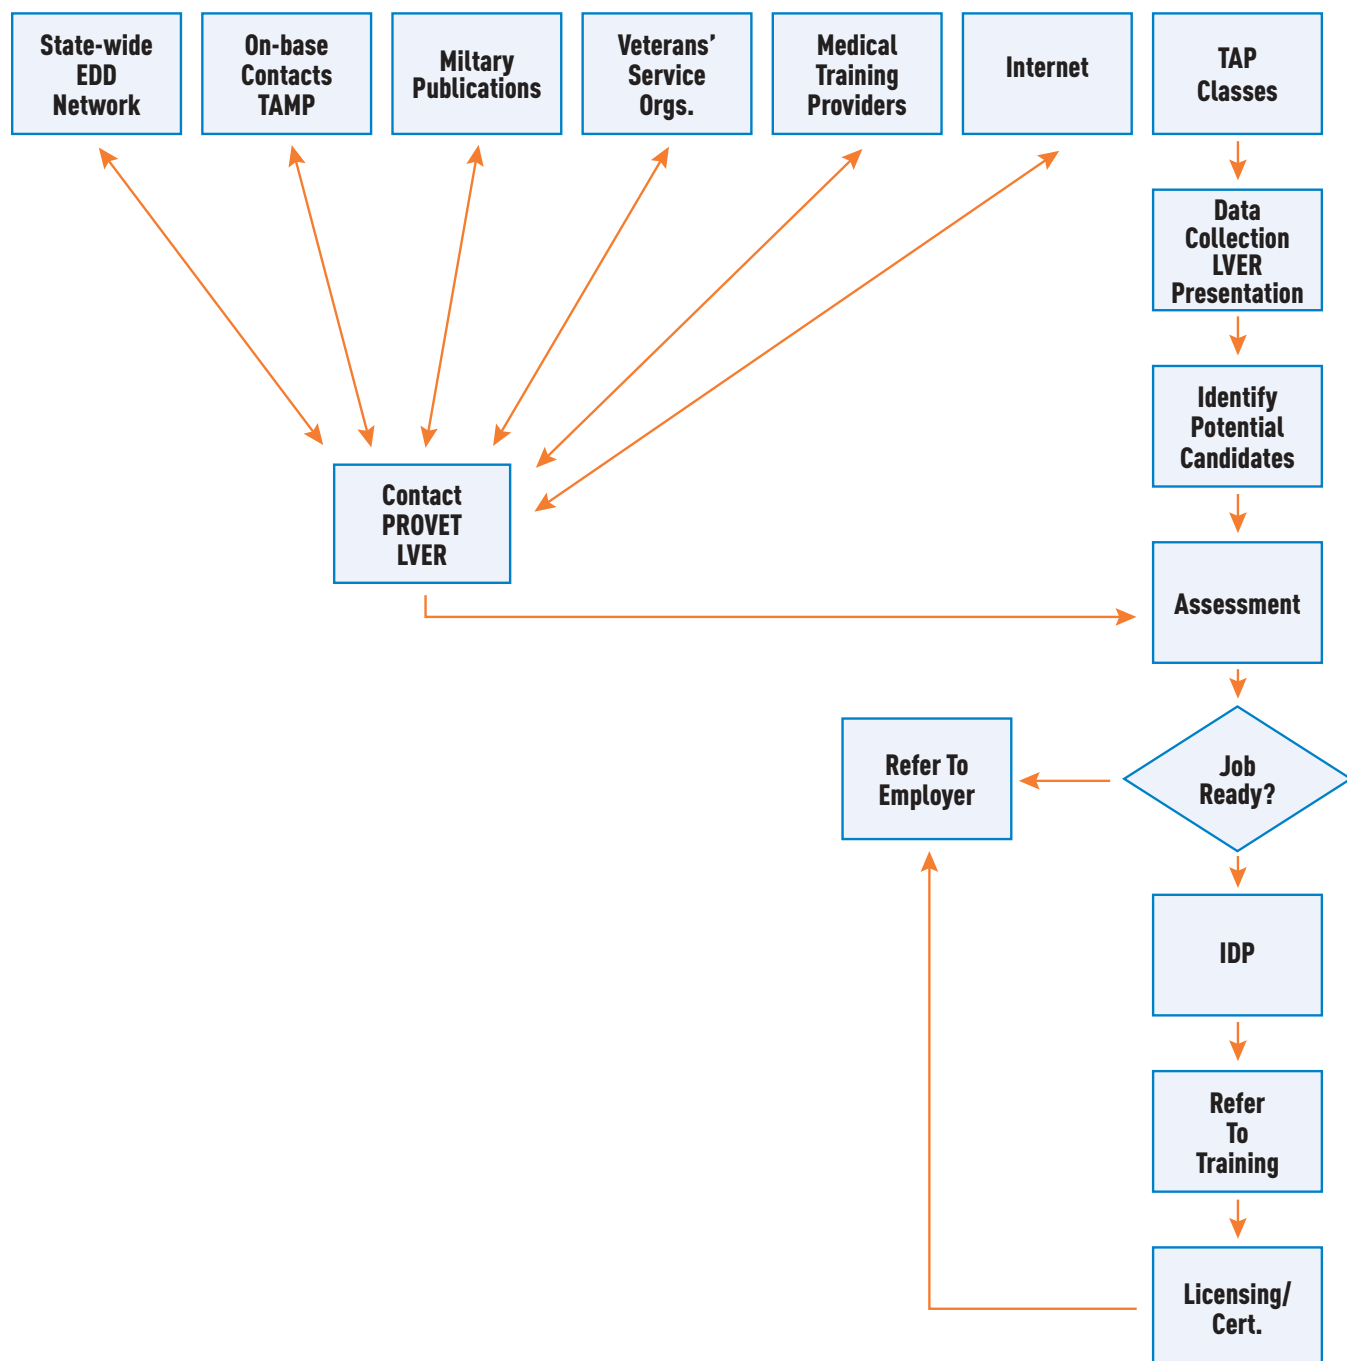 State-wide
EDD
Network
On-base
Contacts
TAMP
Miltary
Publications
Veterans’
Service
Orgs.
Medical
Training
Providers
Internet
TAP
Classes
Data
Collection
LVER
Presentation
Identify
Potential
Candidates
Contact
PROVET
LVER
Assessment
Refer To
Employer
Job
Ready?
IDP
Refer
To
Training
Licensing/
Cert.